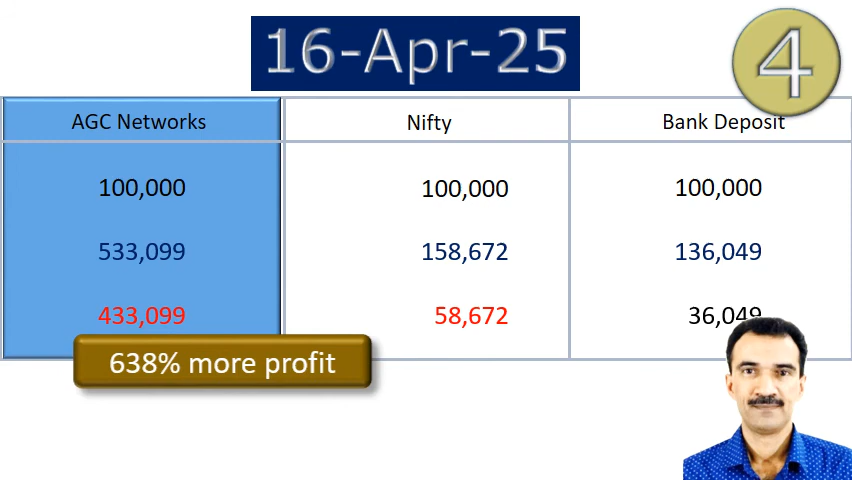 16-Apr-25
4
AGC Networks Nifty Bank Deposit
100,000 100,000 100,000
533,099 158,672 136,049
433,099 58,672 36,049
638% more profit